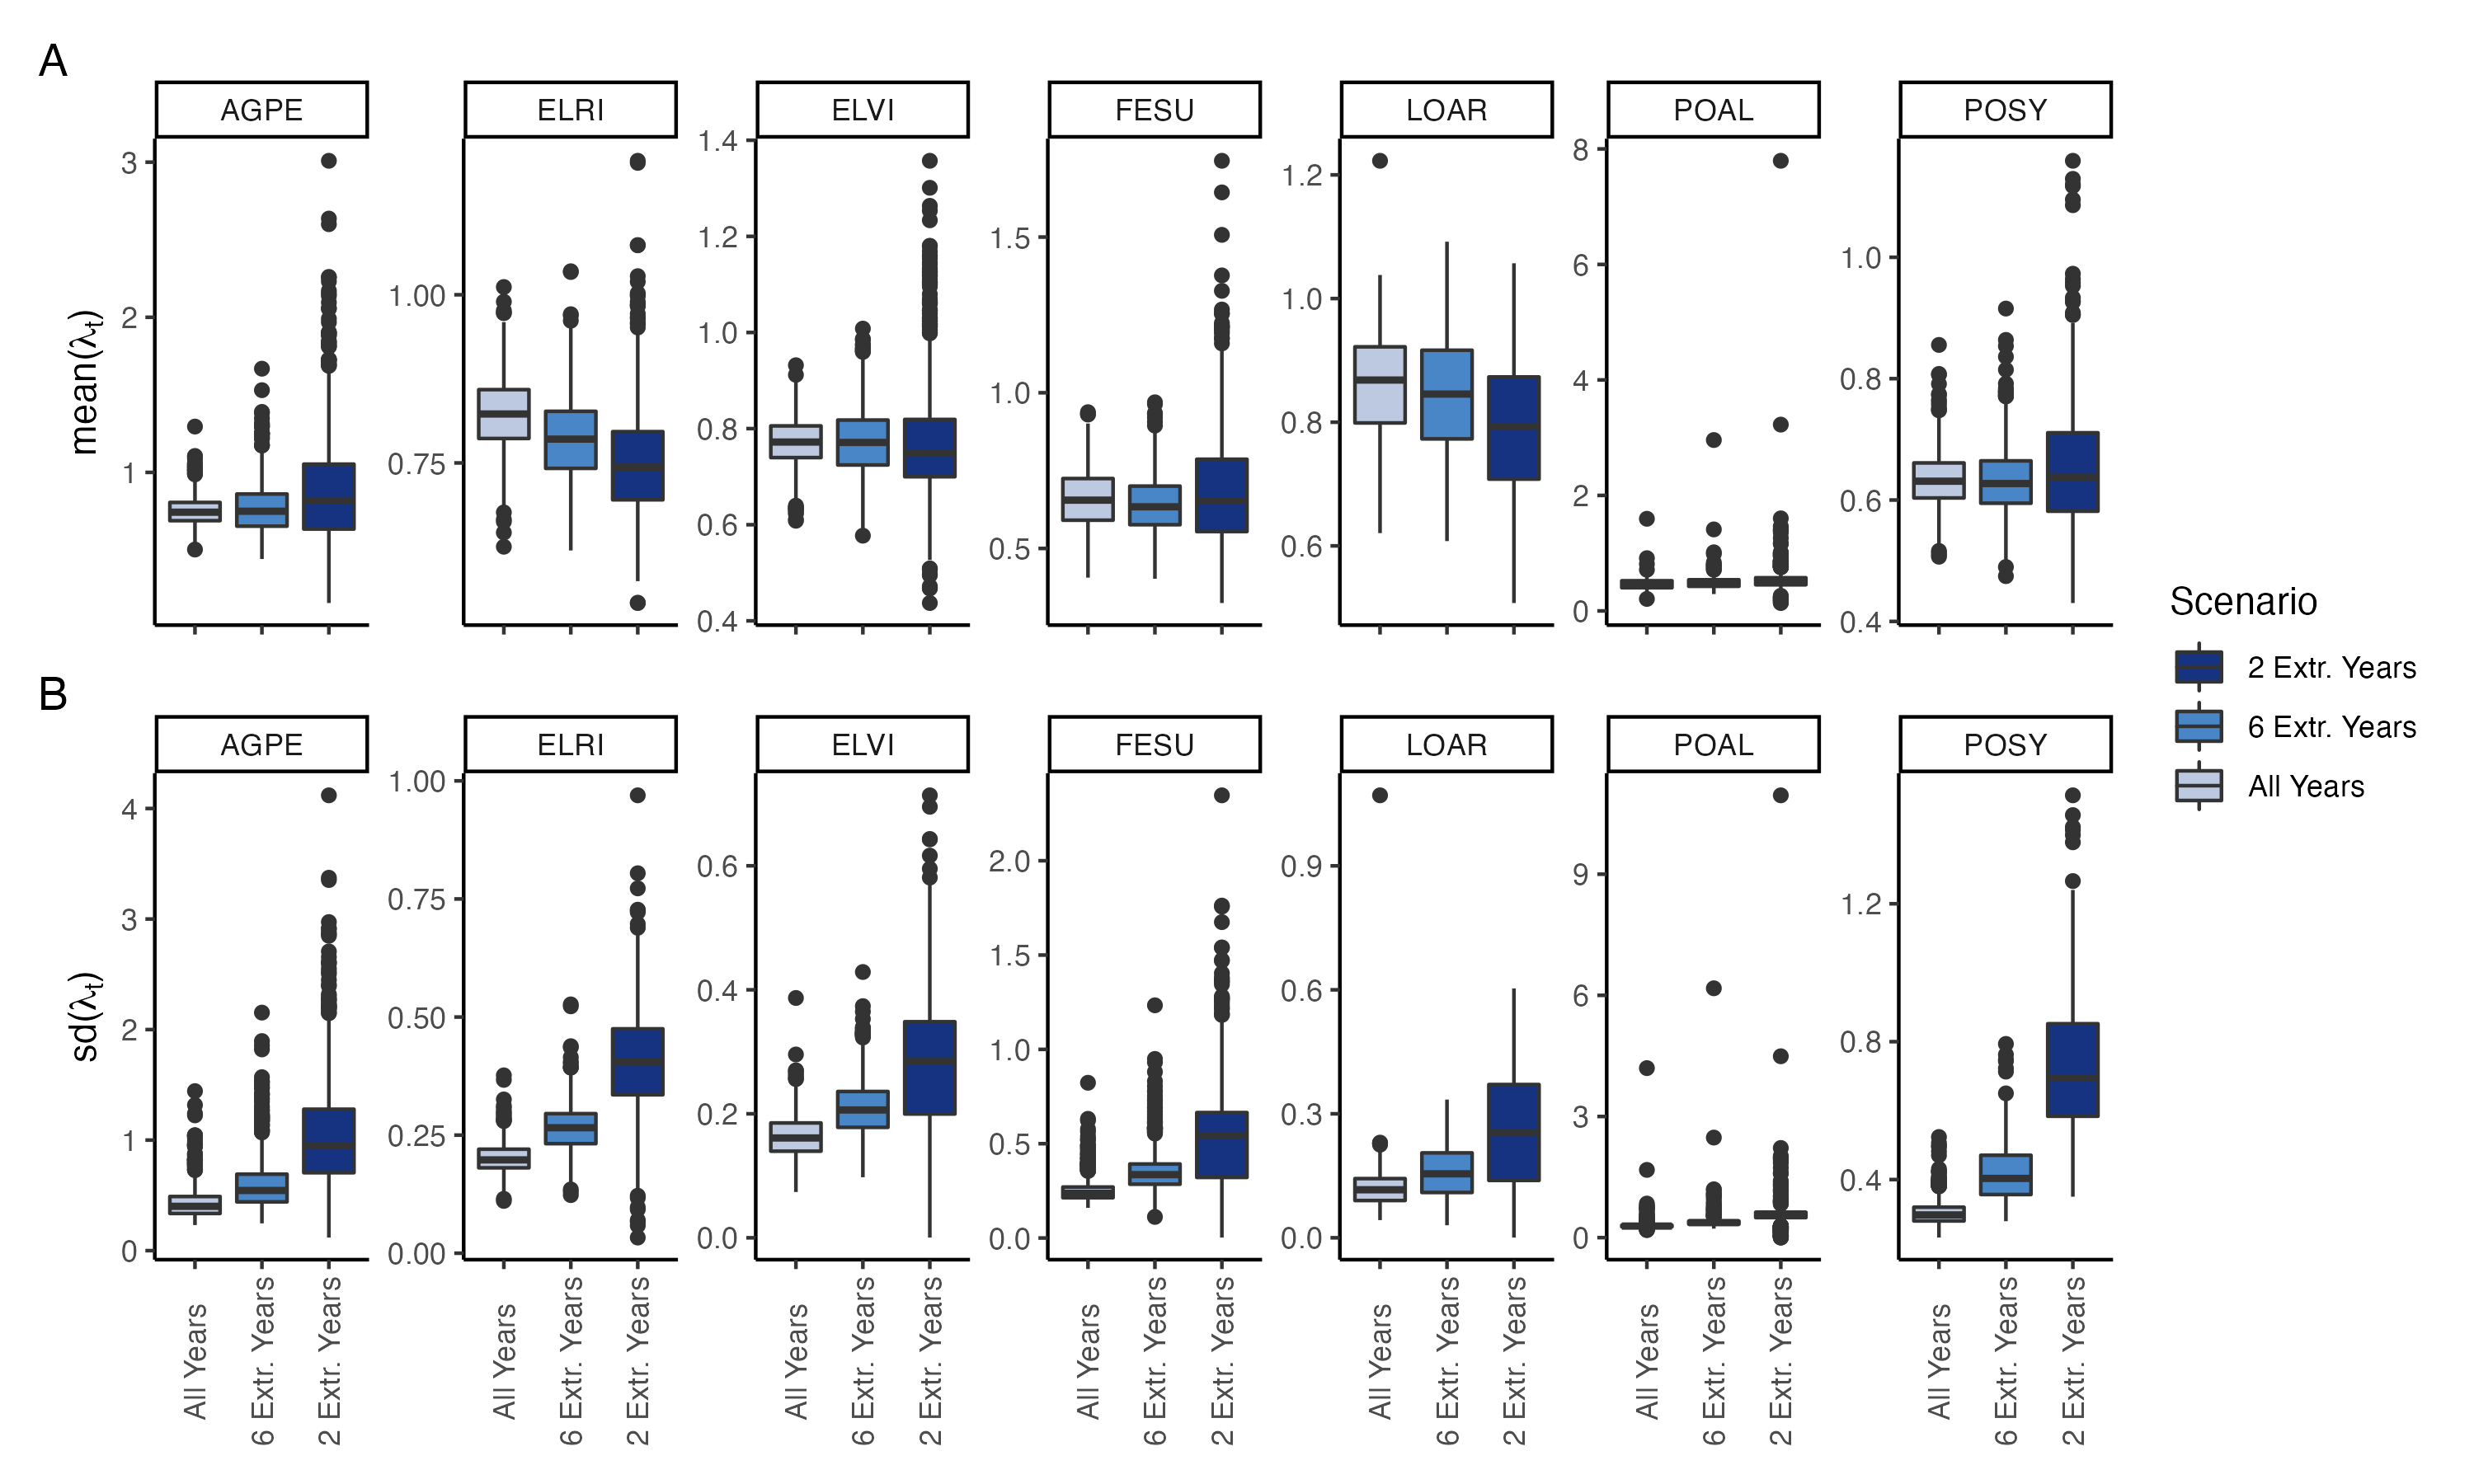 A
AGPE ELRI ELVI FESU LOAR POAL POSY
mean(λt)
3
2
1
1.00
0.75
1.4
1.2
1.0
0.8
0.6
0.4
1.5
1.0
0.5
1.2
1.0
0.8
0.6
8
6
4
2
0
1.0
0.8
0.6
0.4
B
AGPE ELRI ELVI FESU LOAR POAL POSY
sd(λt)
4
3
2
1
0
1.00
0.75
0.50
0.25
0.00
0.6
0.4
0.2
0.0
2.0
1.5
1.0
0.5
0.0
0.9
0.6
0.3
0.0
9
6
3
0
1.2
0.8
0.4
All Years
6 Extr. Years
2 Extr. Years
All Years
6 Extr. Years
2 Extr. Years
All Years
6 Extr. Years
2 Extr. Years
All Years
6 Extr. Years
2 Extr. Years
All Years
6 Extr. Years
2 Extr. Years
All Years
6 Extr. Years
2 Extr. Years
All Years
6 Extr. Years
2 Extr. Years
Scenario
2 Extr. Years
6 Extr. Years
All Years